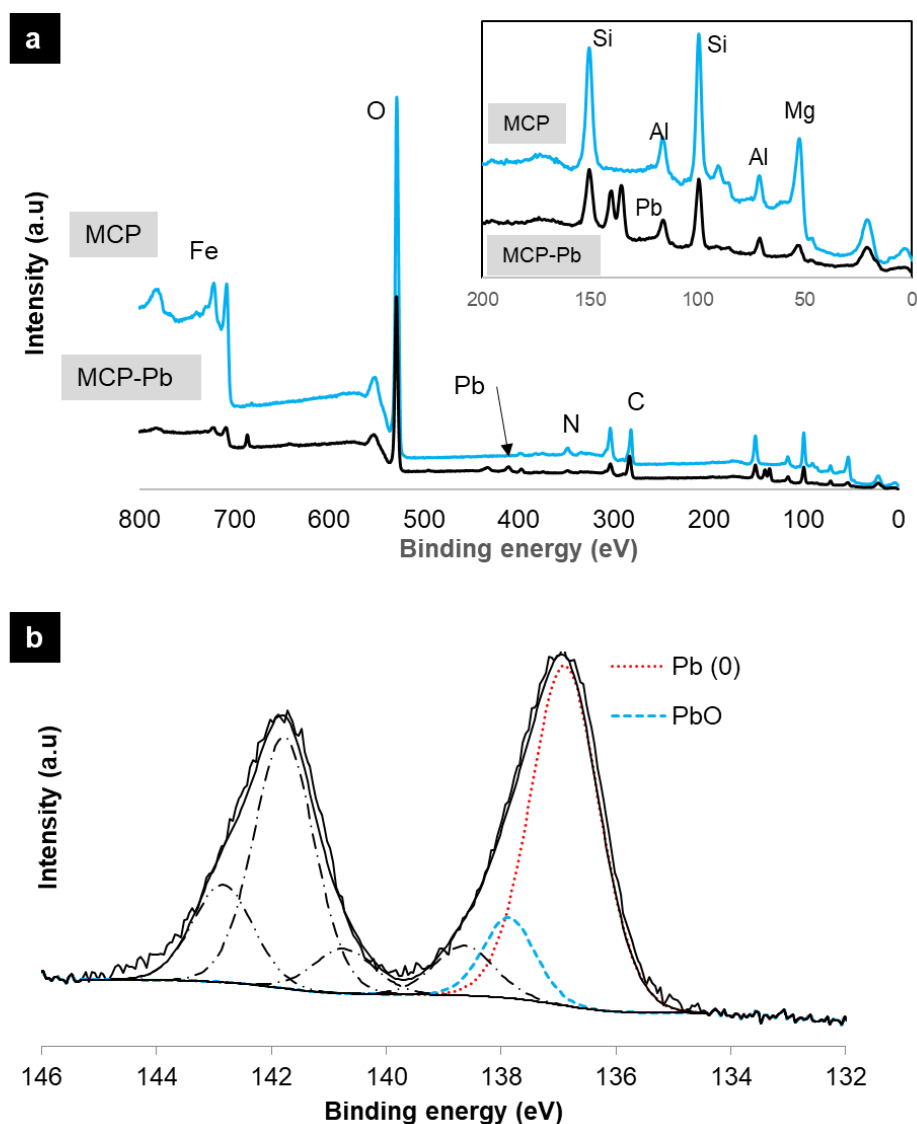 a
Si
Si
O
Mg
MCP
Al
Al
MCP
Pb
Fe
MCP-Pb
200
150
100
50
0
MCP-Pb
Pb
N
C
Intensity (a.u)
800
700
600
500
400
300
200
100
0
Binding energy (eV)
b
Pb (0)
PbO
Intensity (a.u)
146
144
142
140
138
136
134
132
Binding energy (eV)